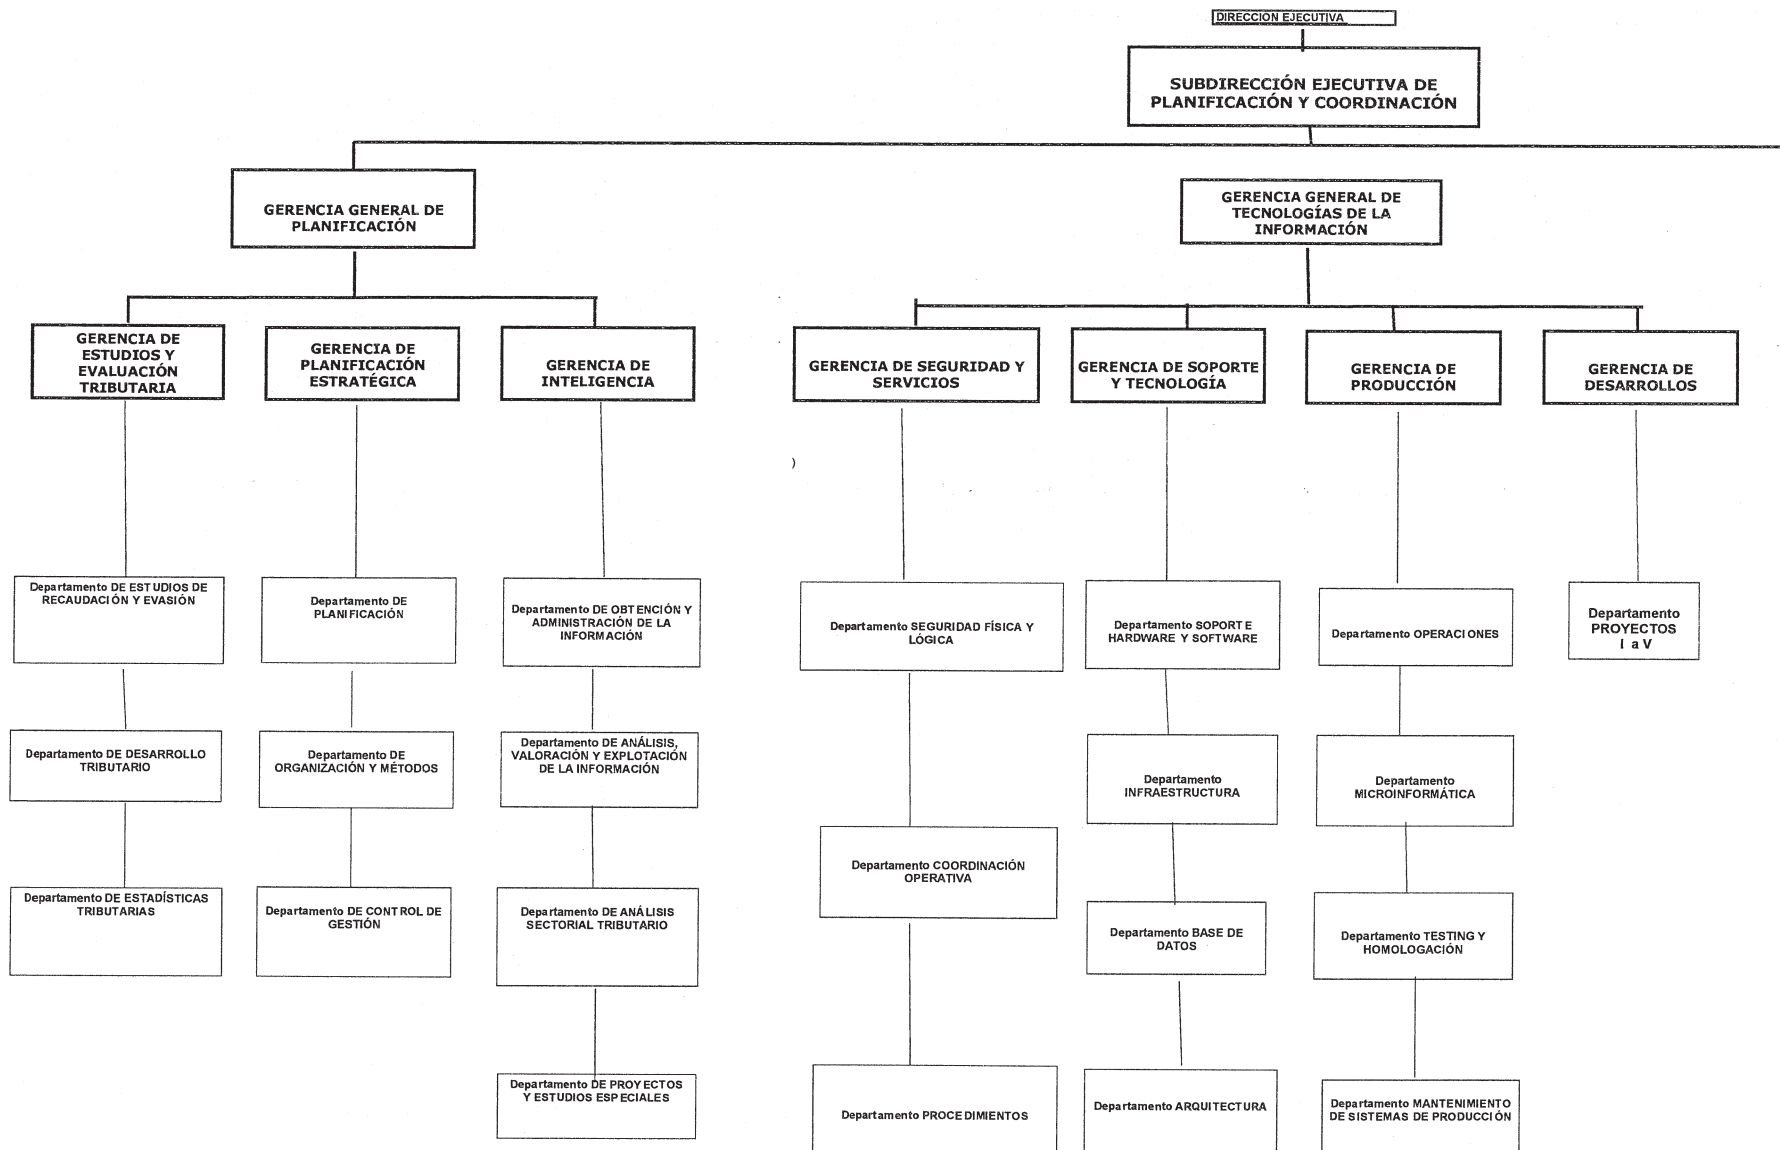 DIRECCION EJECUTIVA
SUBDIRECCIÓN EJECUTIVA DE
PLANIFICACIÓN Y COORDINACIÓN
GERENCIA GENERAL DE
PLANIFICACIÓN
GERENCIA GENERAL DE
TECNOLOGÍAS DE LA
INFORMACIÓN
GERENCIA DE
ESTUDIOS Y
EVALUACIÓN
TRIBUTARIA
GERENCIA DE
PLANIFICACIÓN
ESTRATÉGICA
GERENCIA DE
INTELIGENCIA
GERENCIA DE SEGURIDAD Y
SERVICIOS
GERENCIA DE SOPORTE
Y TECNOLOGÍA
GERENCIA DE
PRODUCCIÓN
GERENCIA DE
DESARROLLOS
Departamento DE ESTUDIOS DE
RECAUDACIÓN Y EVASIÓN
Departamento DE
PLANIFICACIÓN
Departamento DE OBTENCIÓN Y
ADMINISTRACIÓN DE LA
INFORMACIÓN
Departamento SEGURIDAD FÍSICA Y
LÓGICA
Departamento SOPORTE
HARDWARE Y SOFTWARE
Departamento OPERACIONES
Departamento
PROYECTOS
I a V
Departamento DE DESARROLLO
TRIBUTARIO
Departamento DE
ORGANIZACIÓN Y MÉTODOS
Departamento DE ANÁLISIS,
VALORACIÓN Y EXPLOTACIÓN
DE LA INFORMACIÓN
Departamento
INFRAESTRUCTURA
Departamento
MICROINFORMÁTICA
Departamento COORDINACIÓN
OPERATIVA
Departamento DE ESTADÍSTICAS
TRIBUTARIAS
Departamento DE CONTROL DE
GESTIÓN
Departamento DE ANÁLISIS
SECTORIAL TRIBUTARIO
Departamento BASE DE
DATOS
Departamento TESTING Y
HOMOLOGACIÓN
Departamento DE PROYECTOS
Y ESTUDIOS ESPECIALES
Departamento PROCEDIMIENTOS
Departamento ARQUITECTURA
Departamento MANTENIMIENTO
DE SISTEMAS DE PRODUCCIÓN